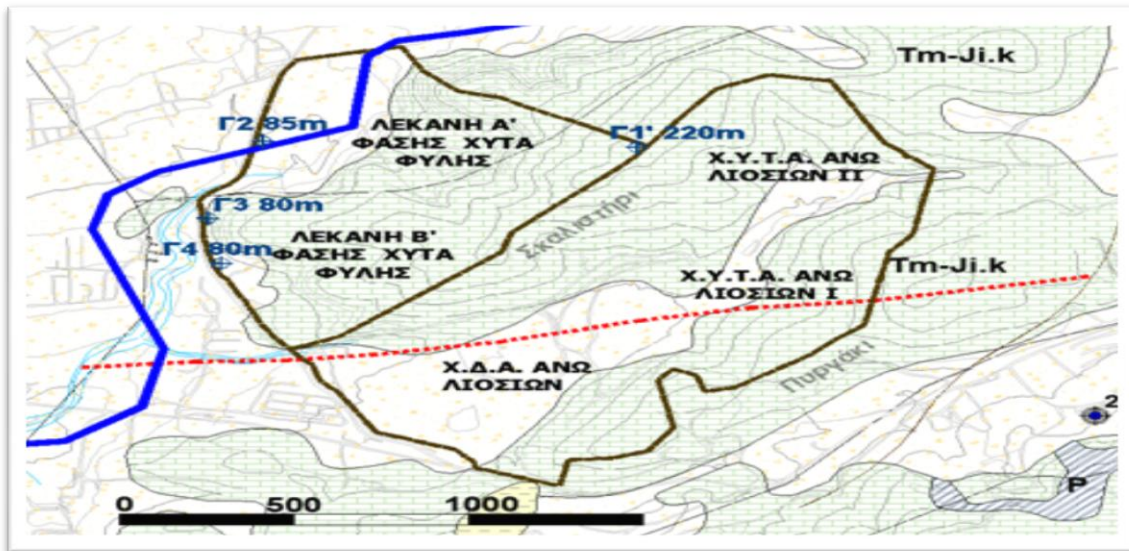 Tm-Ji.k
Γ2 85m
ΛΕΚΑΝΗ Α'
ΦΑΣΗΣ ΧΥΤΑ
ΦΥΛΗΣ
Γ1' 220m
Χ.Υ.Τ.Α. ΑΝΩ
ΛΙΟΣΙΩΝ ΙΙ
Γ3 80m
Γ4 80m
ΛΕΚΑΝΗ Β'
ΦΑΣΗΣ ΧΥΤΑ
ΦΥΛΗΣ
Σκαλιστήρι
Tm-Ji.k
Χ.Υ.Τ.Α. ΑΝΩ
ΛΙΟΣΙΩΝ Ι
Χ.Δ.Α. ΑΝΩ
ΛΙΟΣΙΩΝ
Πυργάκι
2
P
0 500 1000